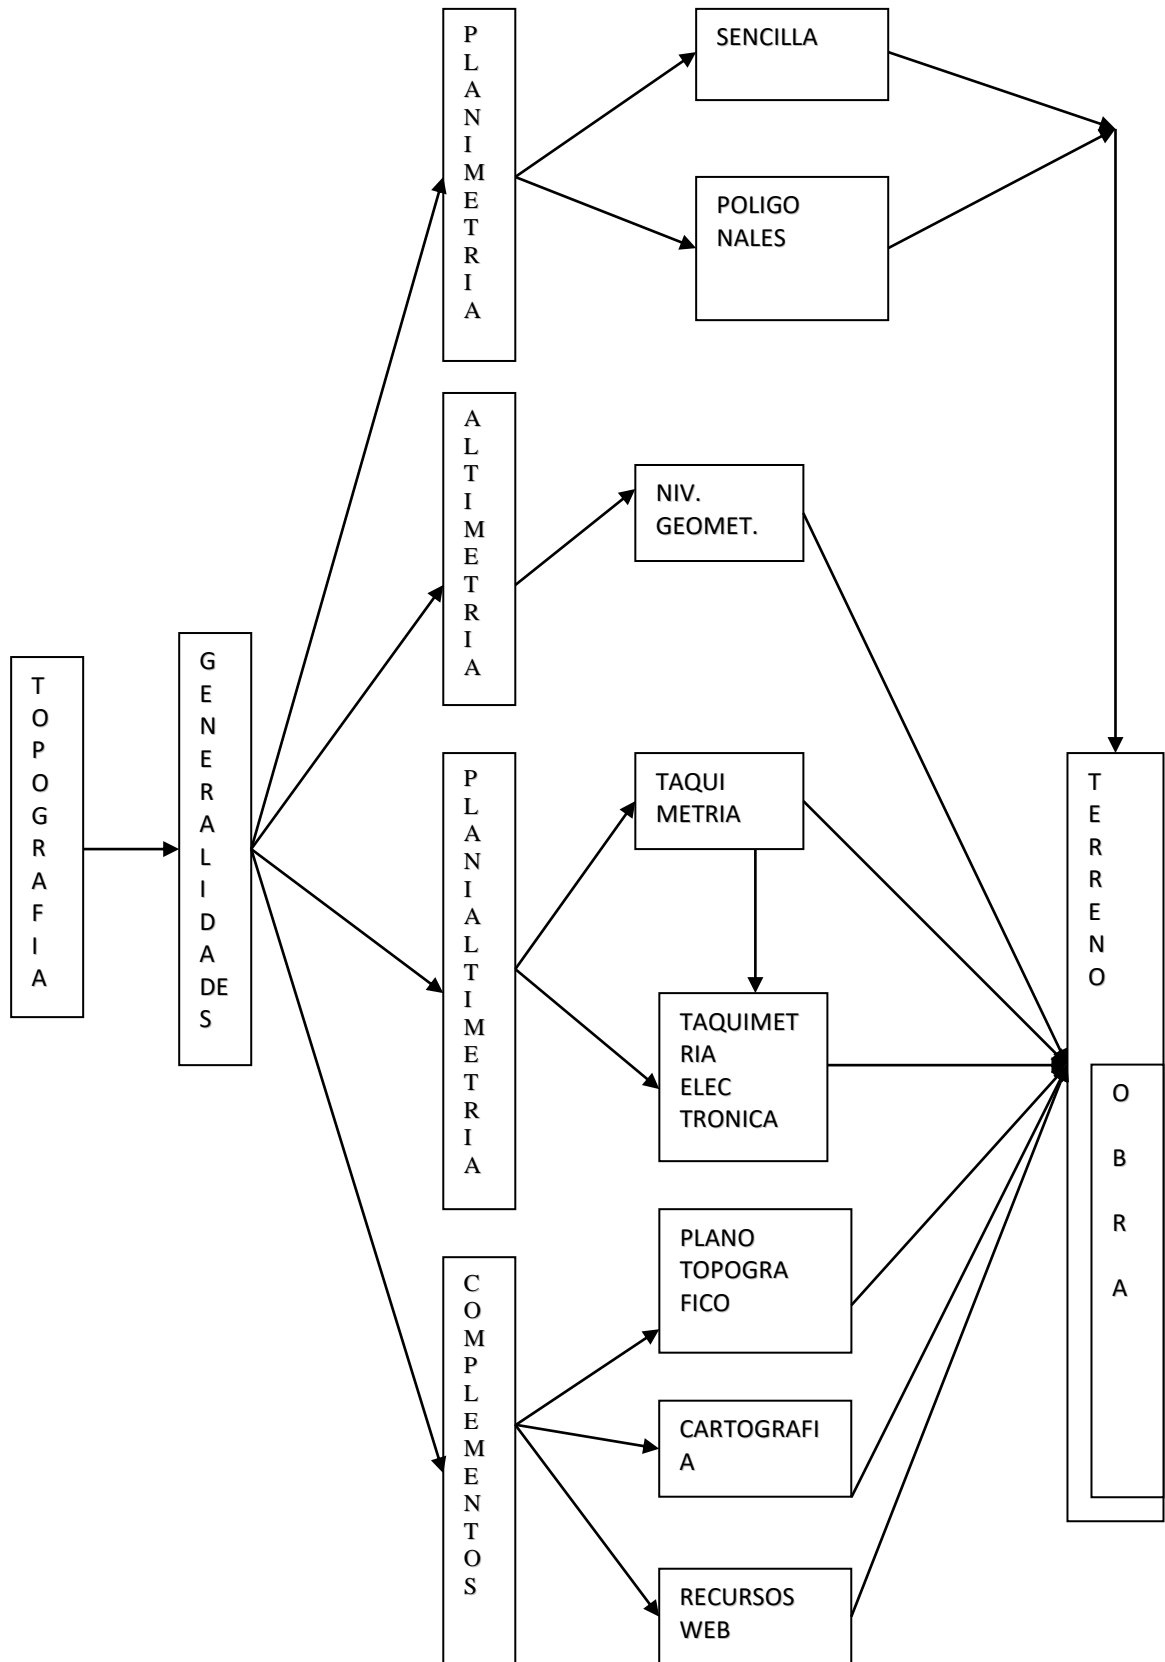 TOPOGRAFIA
GENERALIDADES
PLANIMETRIA
SENCILLA
POLIGO
NALES
ALTIMETRIA
NIV.
GEOMET.
PLANIALTIMETRIA
TAQUI
METRIA
TAQUIMET
RIA
ELEC
TRONICA
COMPLEMENTOS
PLANO
TOPOGRA
FICO
CARTOGRAFI
A
RECURSOS
WEB
TERRENO
OBRA